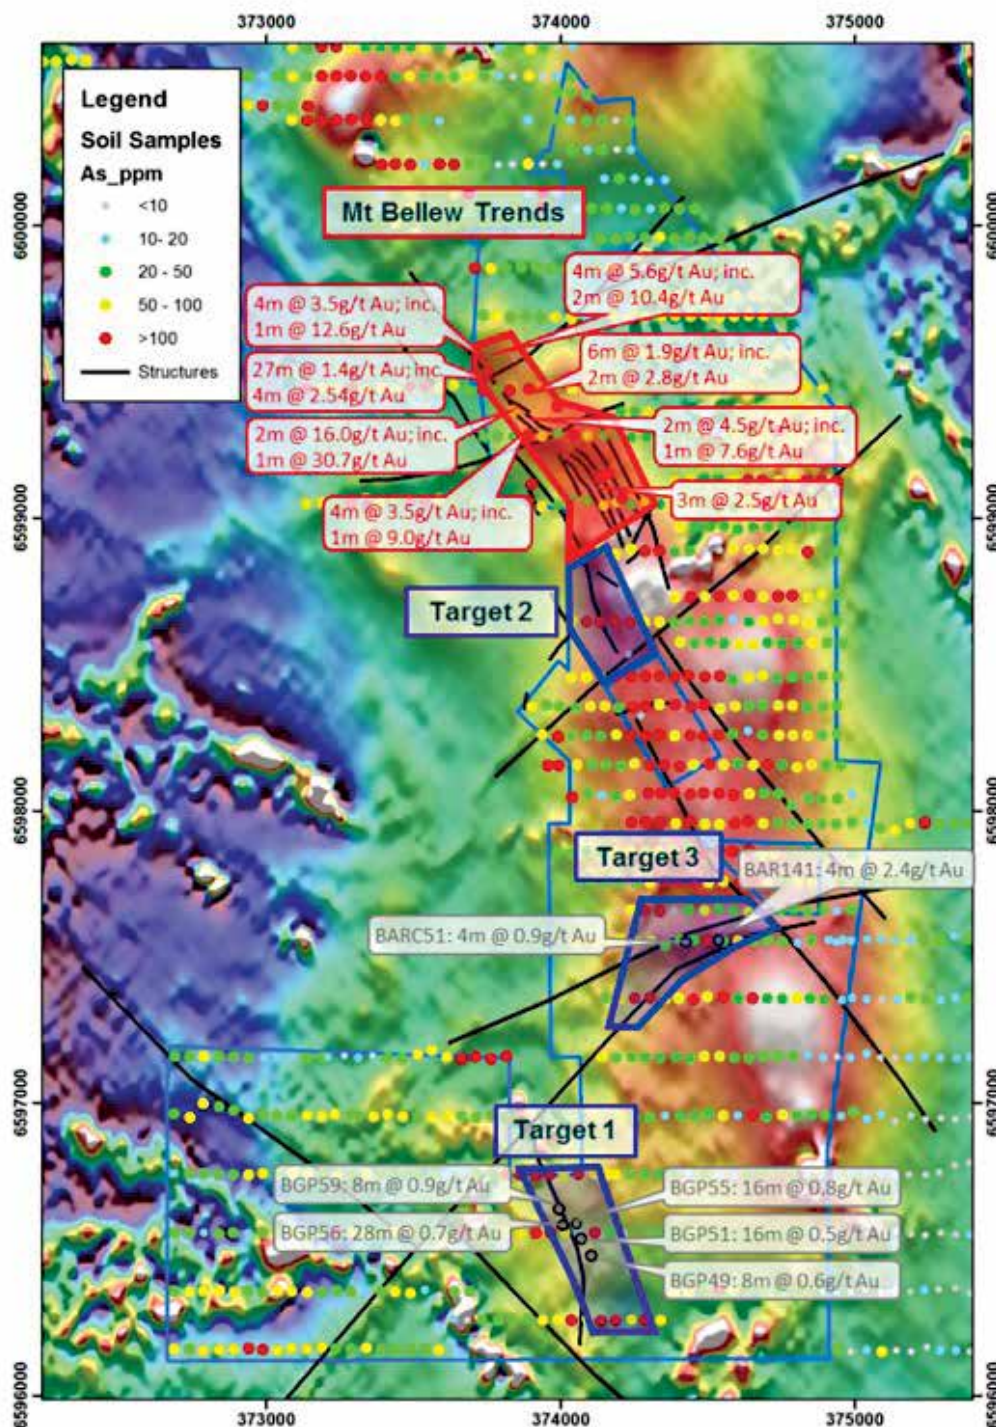 373000
374000
375000
Legend
Soil Samples
As_ppm
<10
10- 20
20 - 50
50 - 100
>100
Structures
Mt Bellew Trends
6600000
6600000
4m @ 5.6g/t Au; inc.
2m @ 10.4g/t Au
4m @ 3.5g/t Au; inc.
1m @ 12.6g/t Au
6m @ 1.9g/t Au; inc.
2m @ 2.8g/t Au
27m @ 1.4g/t Au; inc.
4m @ 2.54g/t Au
2m @ 16.0g/t Au; inc.
1m @ 30.7g/t Au
2m @ 4.5g/t Au; inc.
1m @ 7.6g/t Au
3m @ 2.5g/t Au
4m @ 3.5g/t Au; inc.
1m @ 9.0g/t Au
6599000
6599000
Target 2
6598000
6598000
Target 3
BAR141: 4m @ 2.4g/t Au
BARC51: 4m @ 0.9g/t Au
6597000
6597000
Target 1
BGP59: 8m @ 0.9g/t Au
BGP55: 16m @ 0.8g/t Au
BGP56: 28m @ 0.7g/t Au
BGP51: 16m @ 0.5g/t Au
BGP49: 8m @ 0.6g/t Au
6596000
6596000
373000
374000
375000